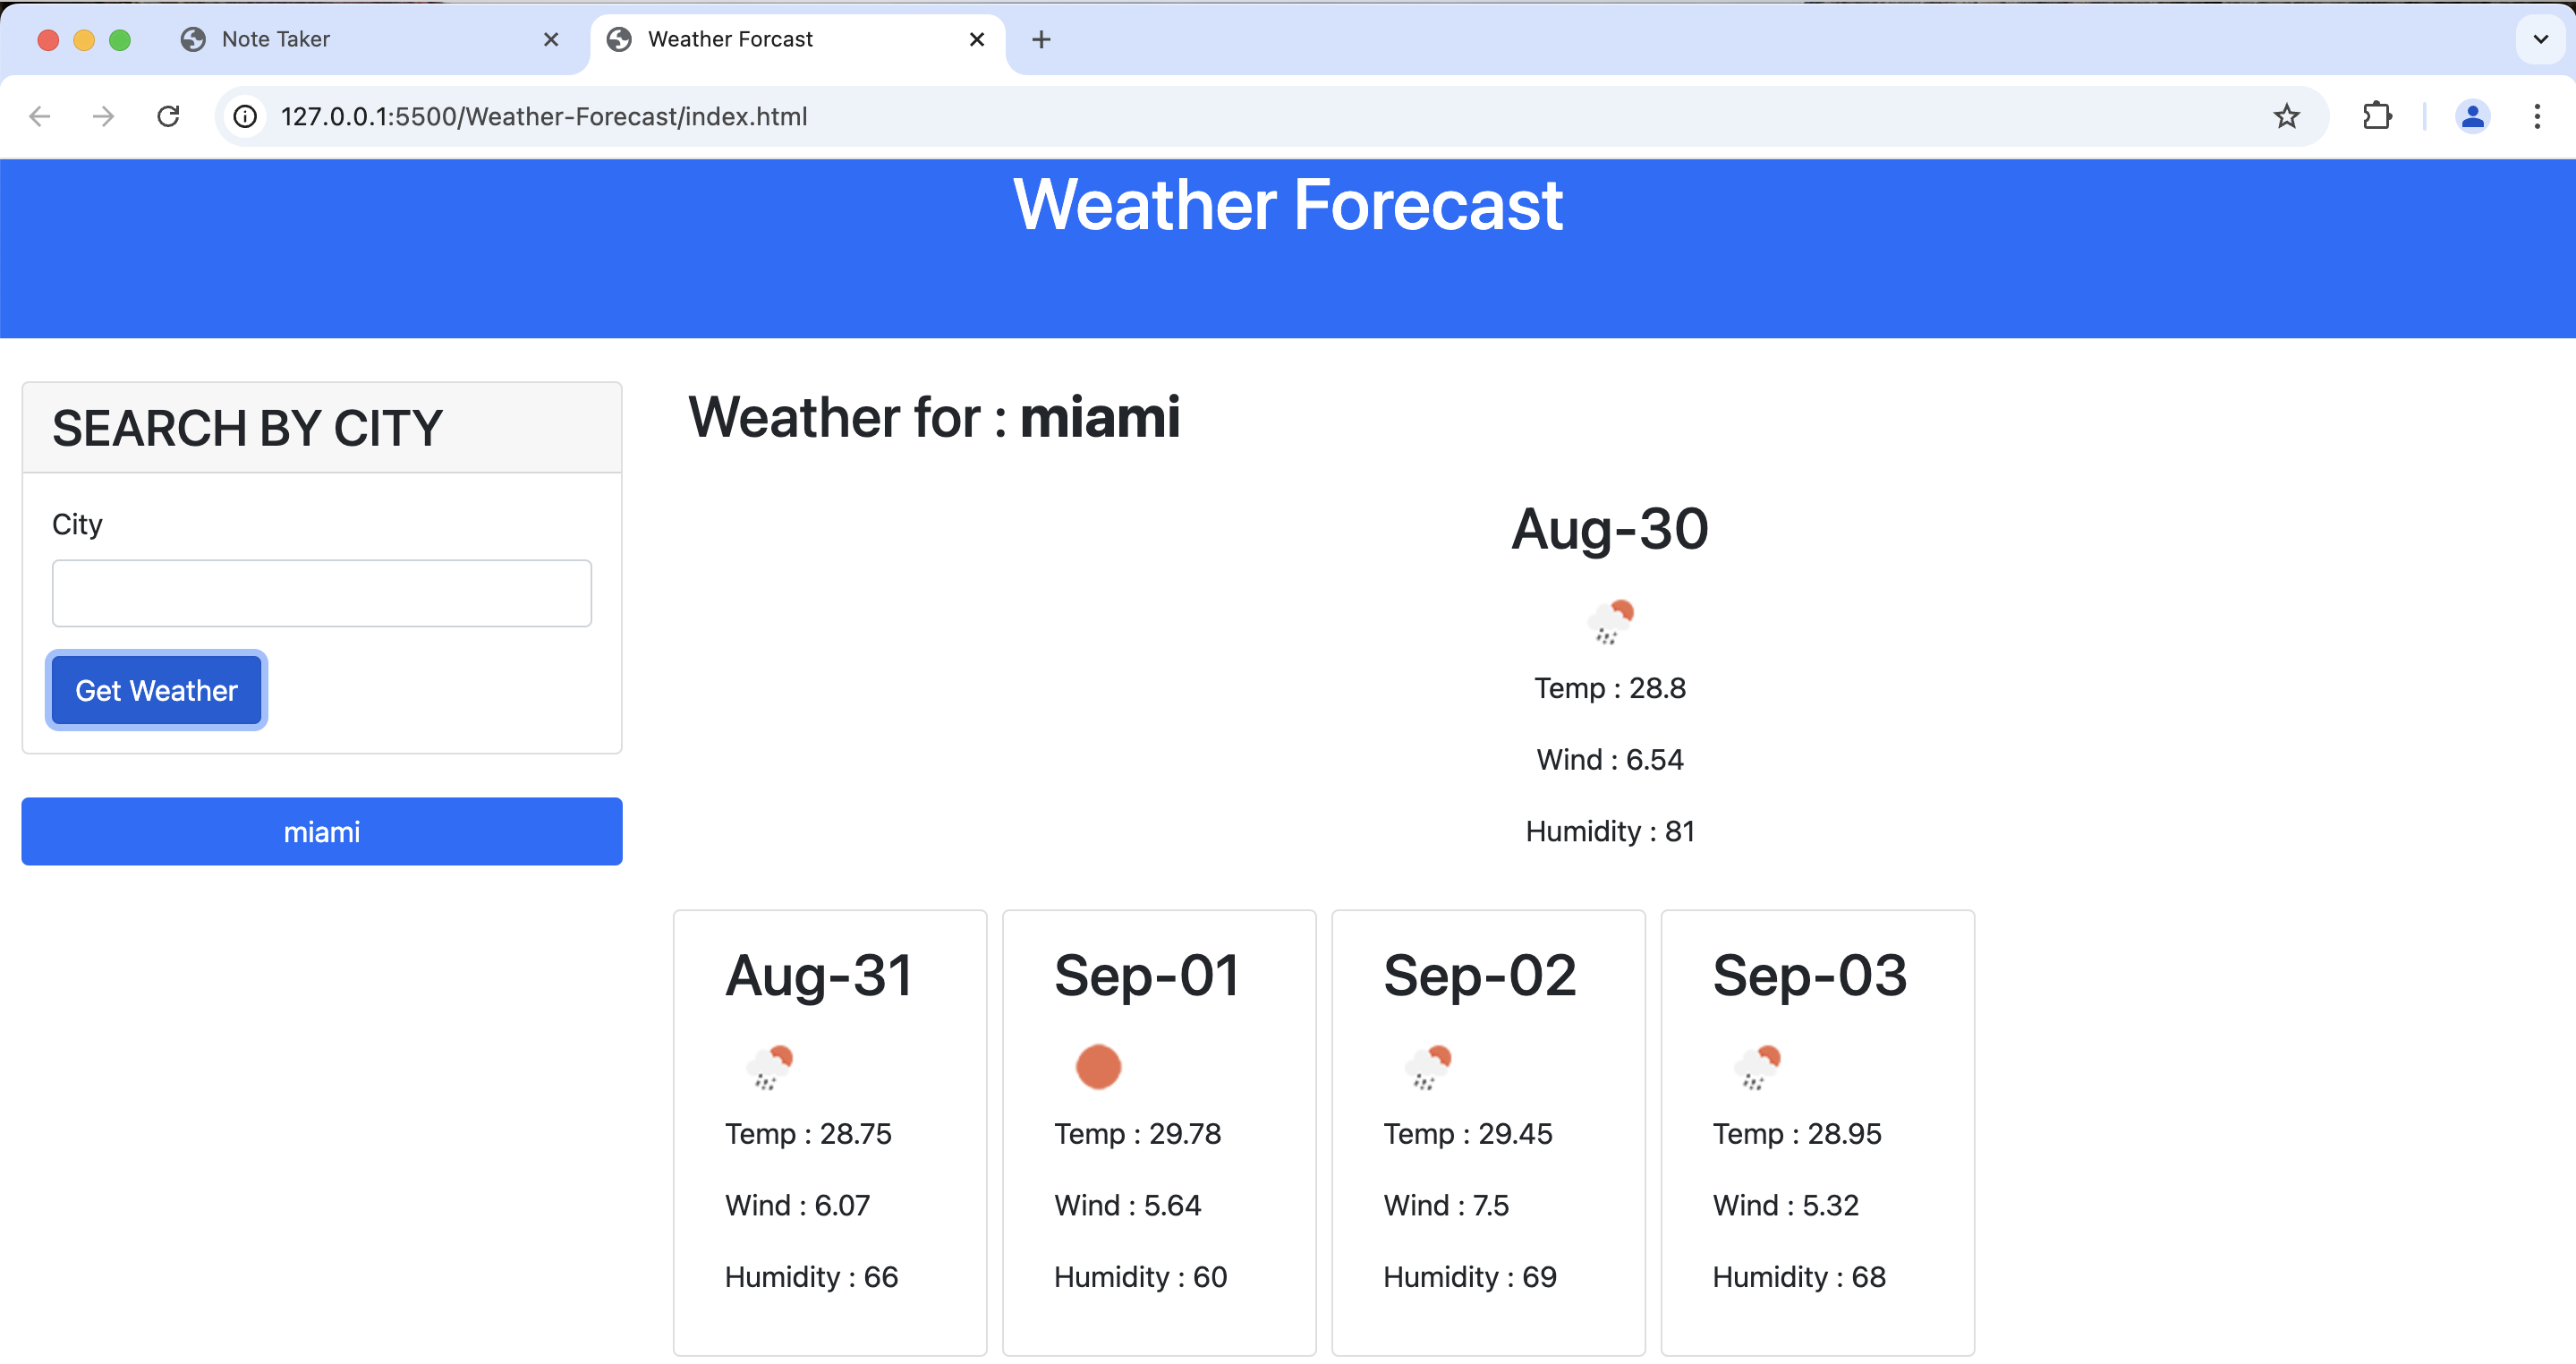 Note Taker
Weather Forcast
127.0.0.1:5500/Weather-Forecast/index.html
Weather Forecast
SEARCH BY CITY
City
Get Weather
miami
Weather for : miami
Aug-30
Temp : 28.8
Wind : 6.54
Humidity : 81
Aug-31
Temp : 28.75
Wind : 6.07
Humidity : 66
Sep-01
Temp : 29.78
Wind : 5.64
Humidity : 60
Sep-02
Temp : 29.45
Wind : 7.5
Humidity : 69
Sep-03
Temp : 28.95
Wind : 5.32
Humidity : 68